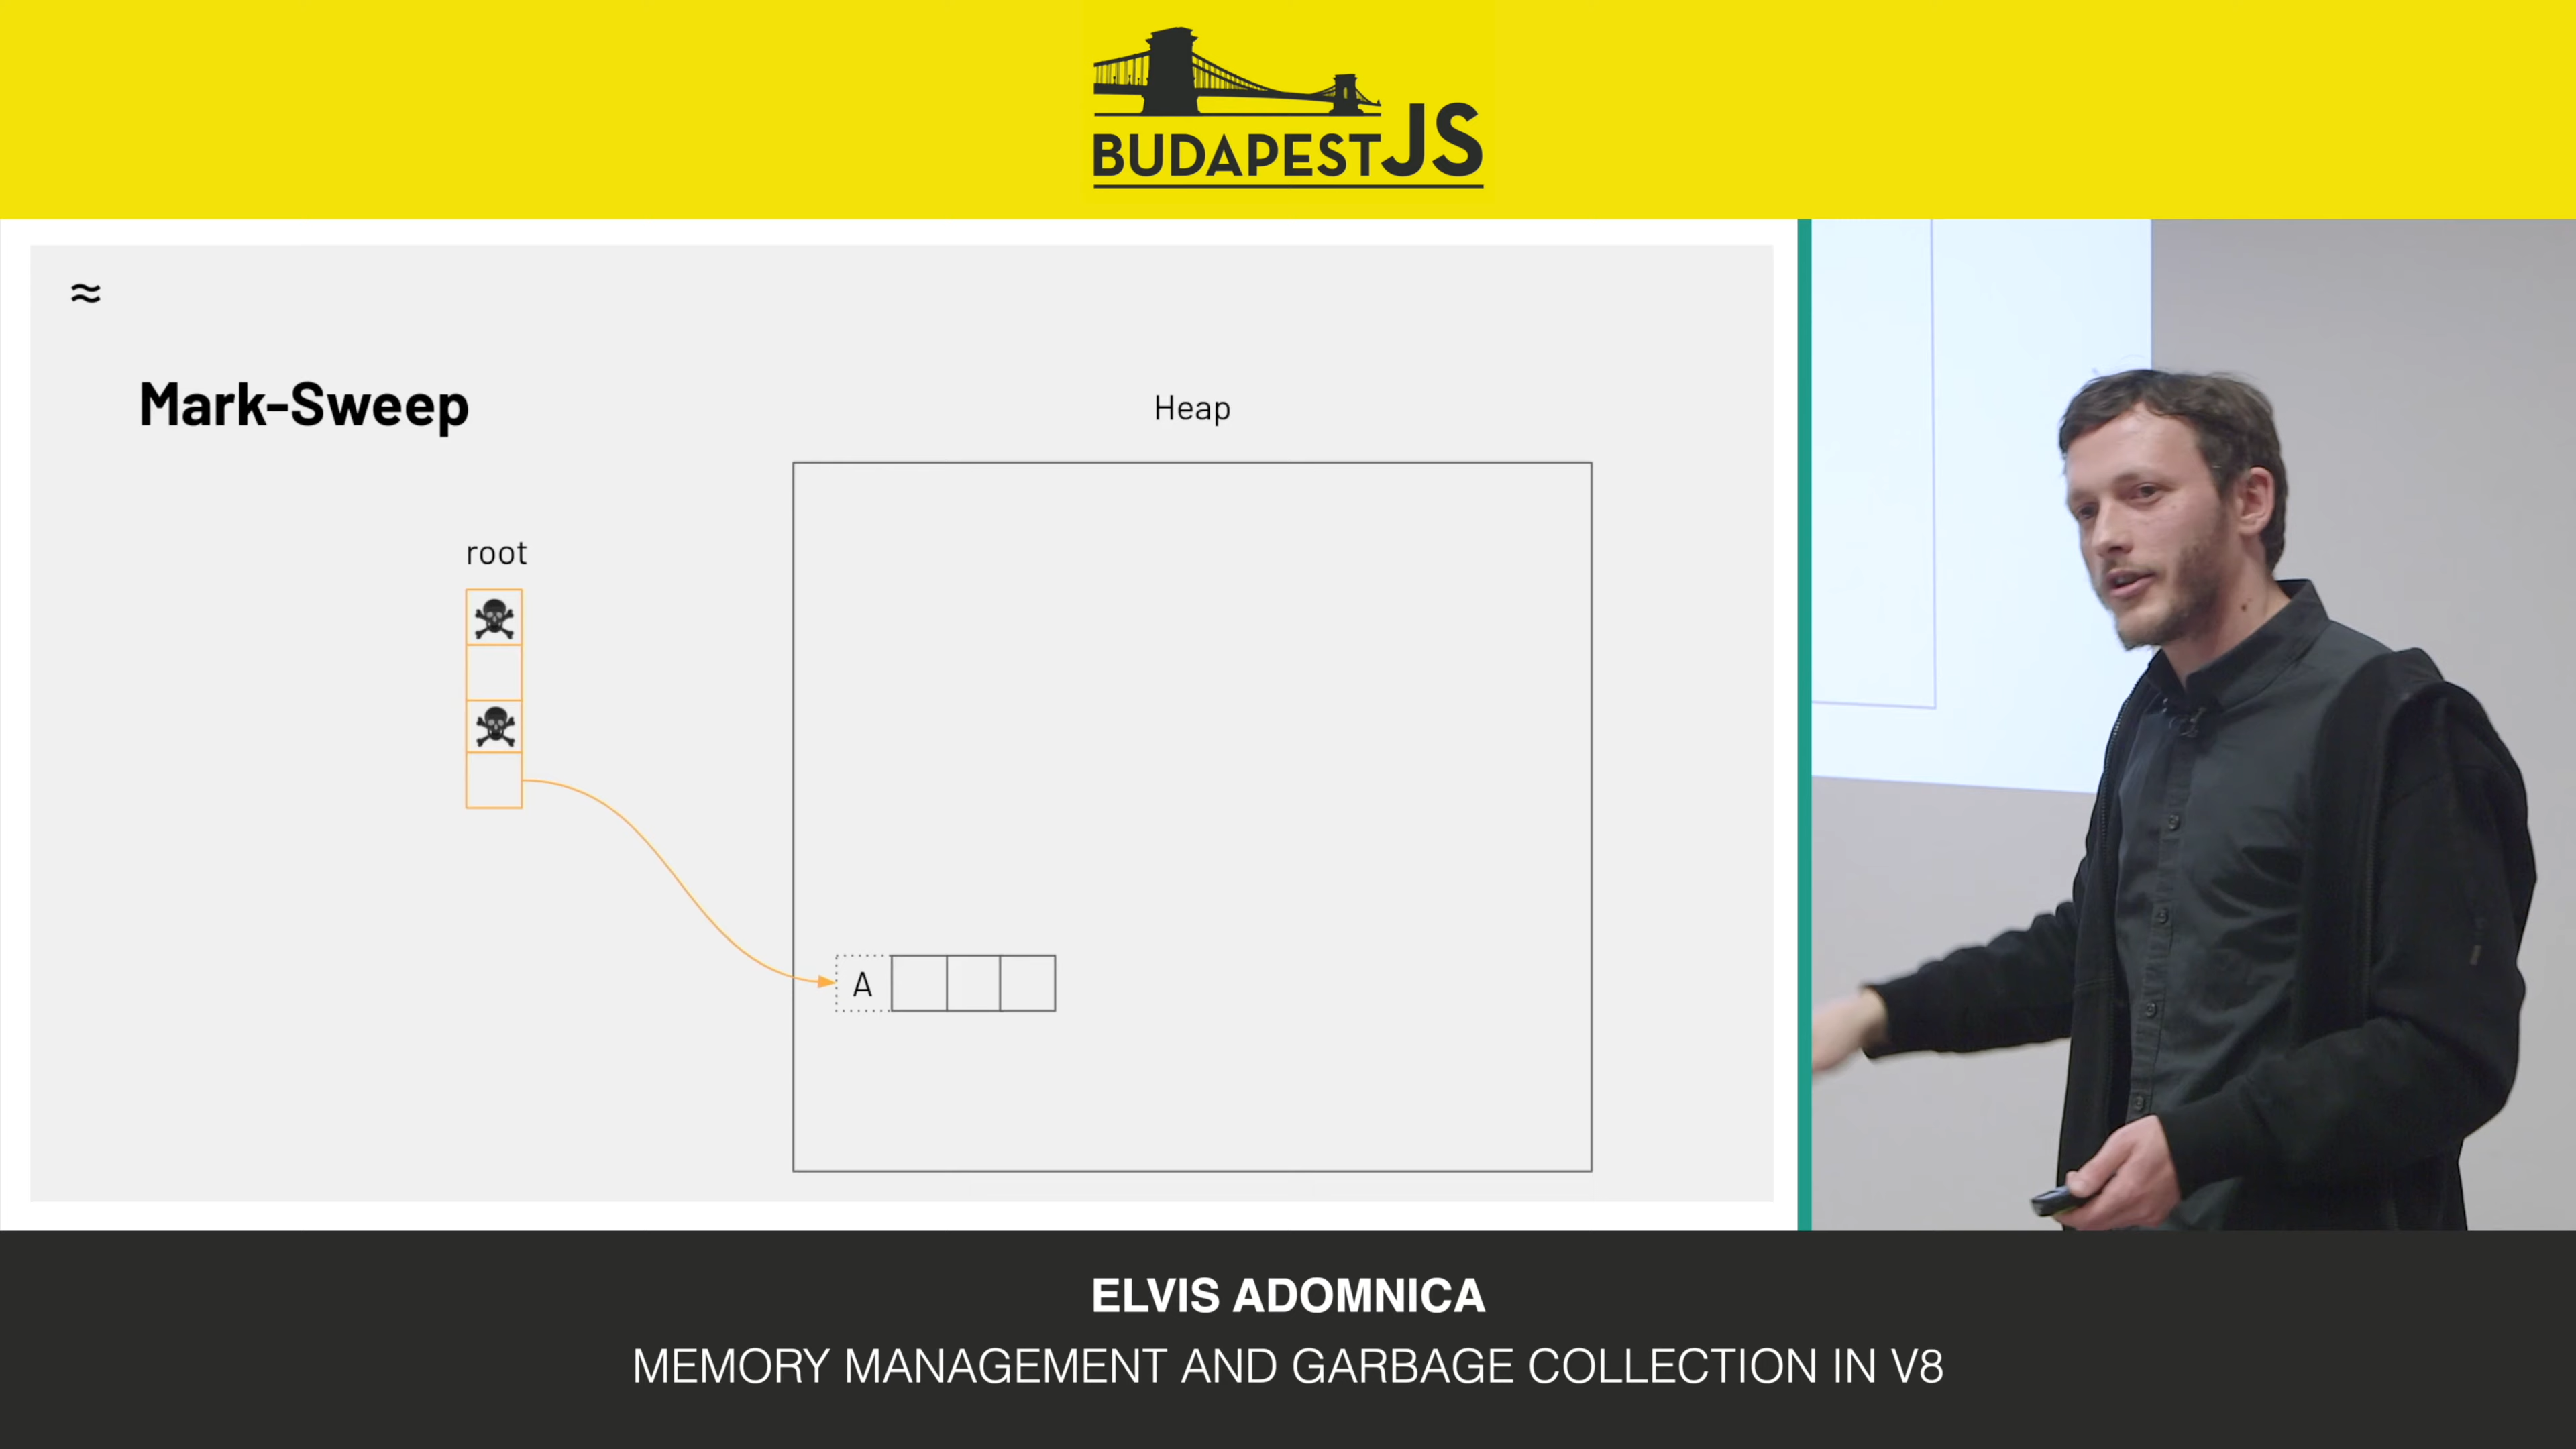 BUDAPESTJS
≈
Mark-Sweep
Heap
root
A
ELVIS ADOMNICA
MEMORY MANAGEMENT AND GARBAGE COLLECTION IN V8